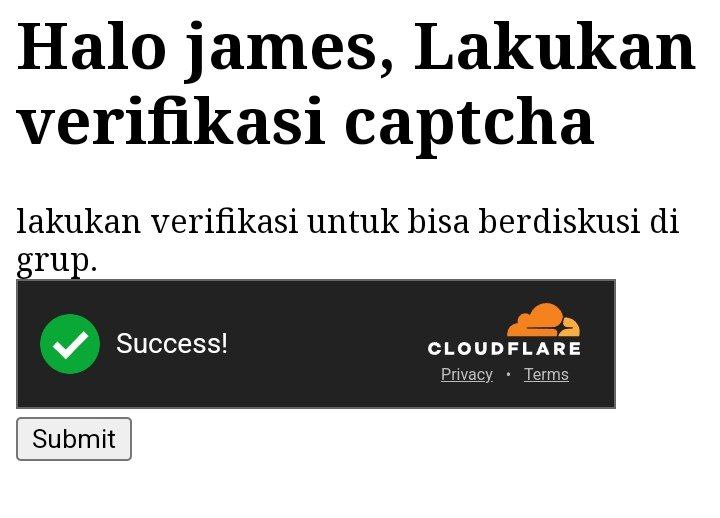 Halo james, Lakukan
verifikasi captcha
lakukan verifikasi untuk bisa berdiskusi di
grup.
Success!
CLOUDFLARE
Privacy • Terms
Submit